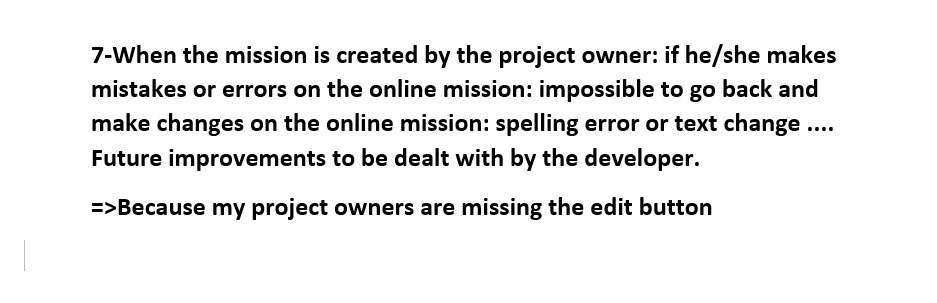 7-When the mission is created by the project owner: if he/she makes
mistakes or errors on the online mission: impossible to go back and
make changes on the online mission: spelling error or text change ....
Future improvements to be dealt with by the developer.
=>Because my project owners are missing the edit button